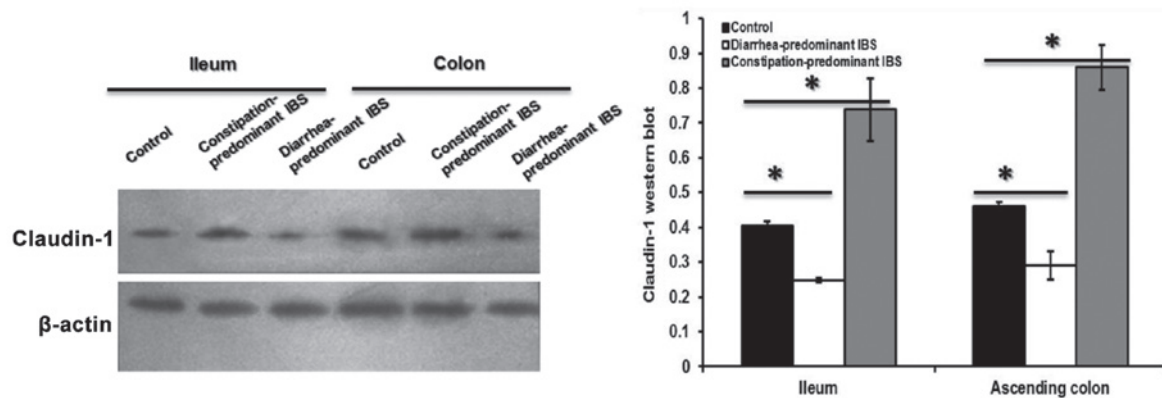 Ileum
Colon
Control
Constipation-
predominant IBS
Diarrhea-
predominant IBS
Control
Constipation-
predominant IBS
Diarrhea-
predominant IBS
Claudin-1
β-actin
Claudin-1 western blot
1
0.9
0.8
0.7
0.6
0.5
0.4
0.3
0.2
0.1
0
Control
Diarrhea-predominant IBS
Constipation-predominant IBS
*
*
*
*
Ileum
Ascending colon